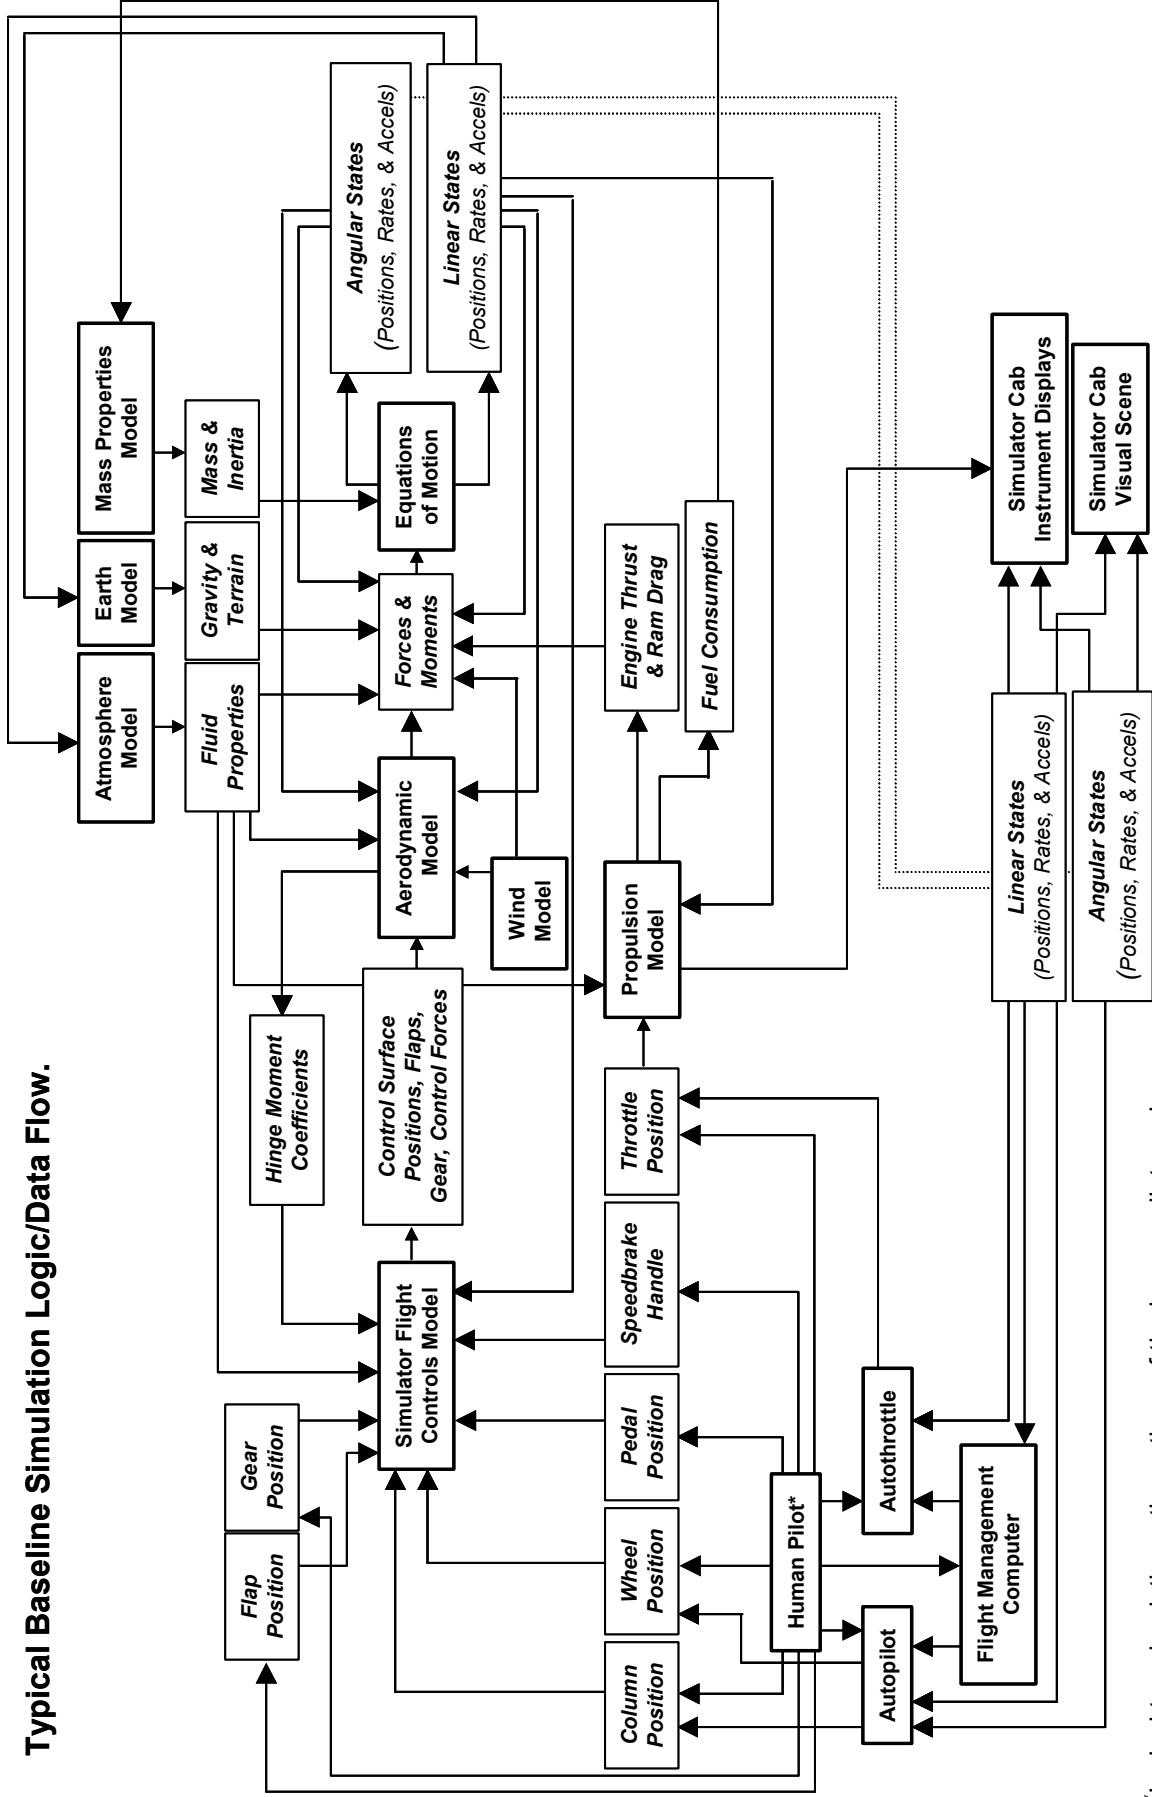 Typical Baseline Simulation Logic/Data Flow.
Flap
Position
Gear
Position
Hinge Moment
Coefficients
Fluid
Properties
Gravity &
Terrain
Mass &
Inertia
Atmosphere
Model
Earth
Model
Mass Properties
Model
Simulator Flight
Controls Model
Control Surface
Positions, Flaps,
Gear, Control Forces
Aerodynamic
Model
Forces &
Moments
Equations
of Motion
Angular States
(Positions, Rates, & Accels)
Linear States
(Positions, Rates, & Accels)
Wind
Model
Column
Position
Wheel
Position
Pedal
Position
Speedbrake
Handle
Throttle
Position
Propulsion
Model
Engine Thrust
& Ram Drag
Fuel Consumption
Human Pilot*
Autopilot
Autothrottle
Flight Management
Computer
Linear States
(Positions, Rates, & Accels)
Angular States
(Positions, Rates, & Accels)
Simulator Cab
Instrument Displays
Simulator Cab
Visual Scene